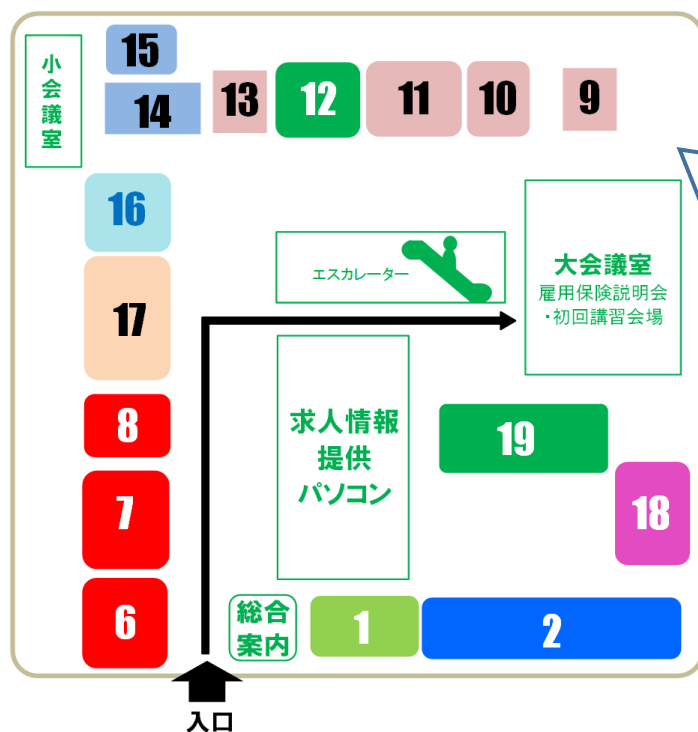 小
会
議
室
15
14
13
12
11
10
9
16
17
エスカレーター
大会議室
雇用保険説明会
・初回講習会場
8
7
6
求人情報
提供
パソコン
19
18
総合
案内
1
2
入口